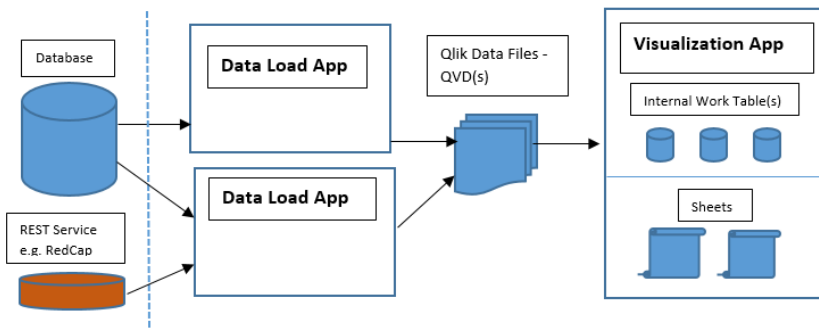 Database
Data Load App
Qlik Data Files -
QVD(s)
Visualization App
Internal Work Table(s)
Data Load App
REST Service
e.g. RedCap
Sheets